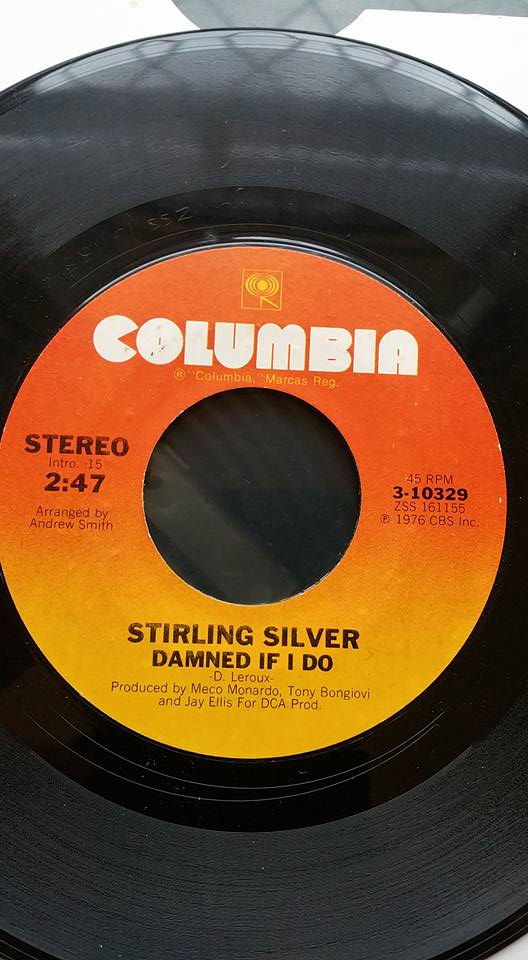 COLUMBIA
® "Columbia," Marcas Reg.
STEREO
Intro. :15
2:47
Arranged by
Andrew Smith
45 RPM
3-10329
ZSS 161155
℗ 1976 CBS Inc.
STIRLING SILVER
DAMNED IF I DO
-D. Leroux-
Produced by Meco Monardo, Tony Bongiovi
and Jay Ellis For DCA Prod.